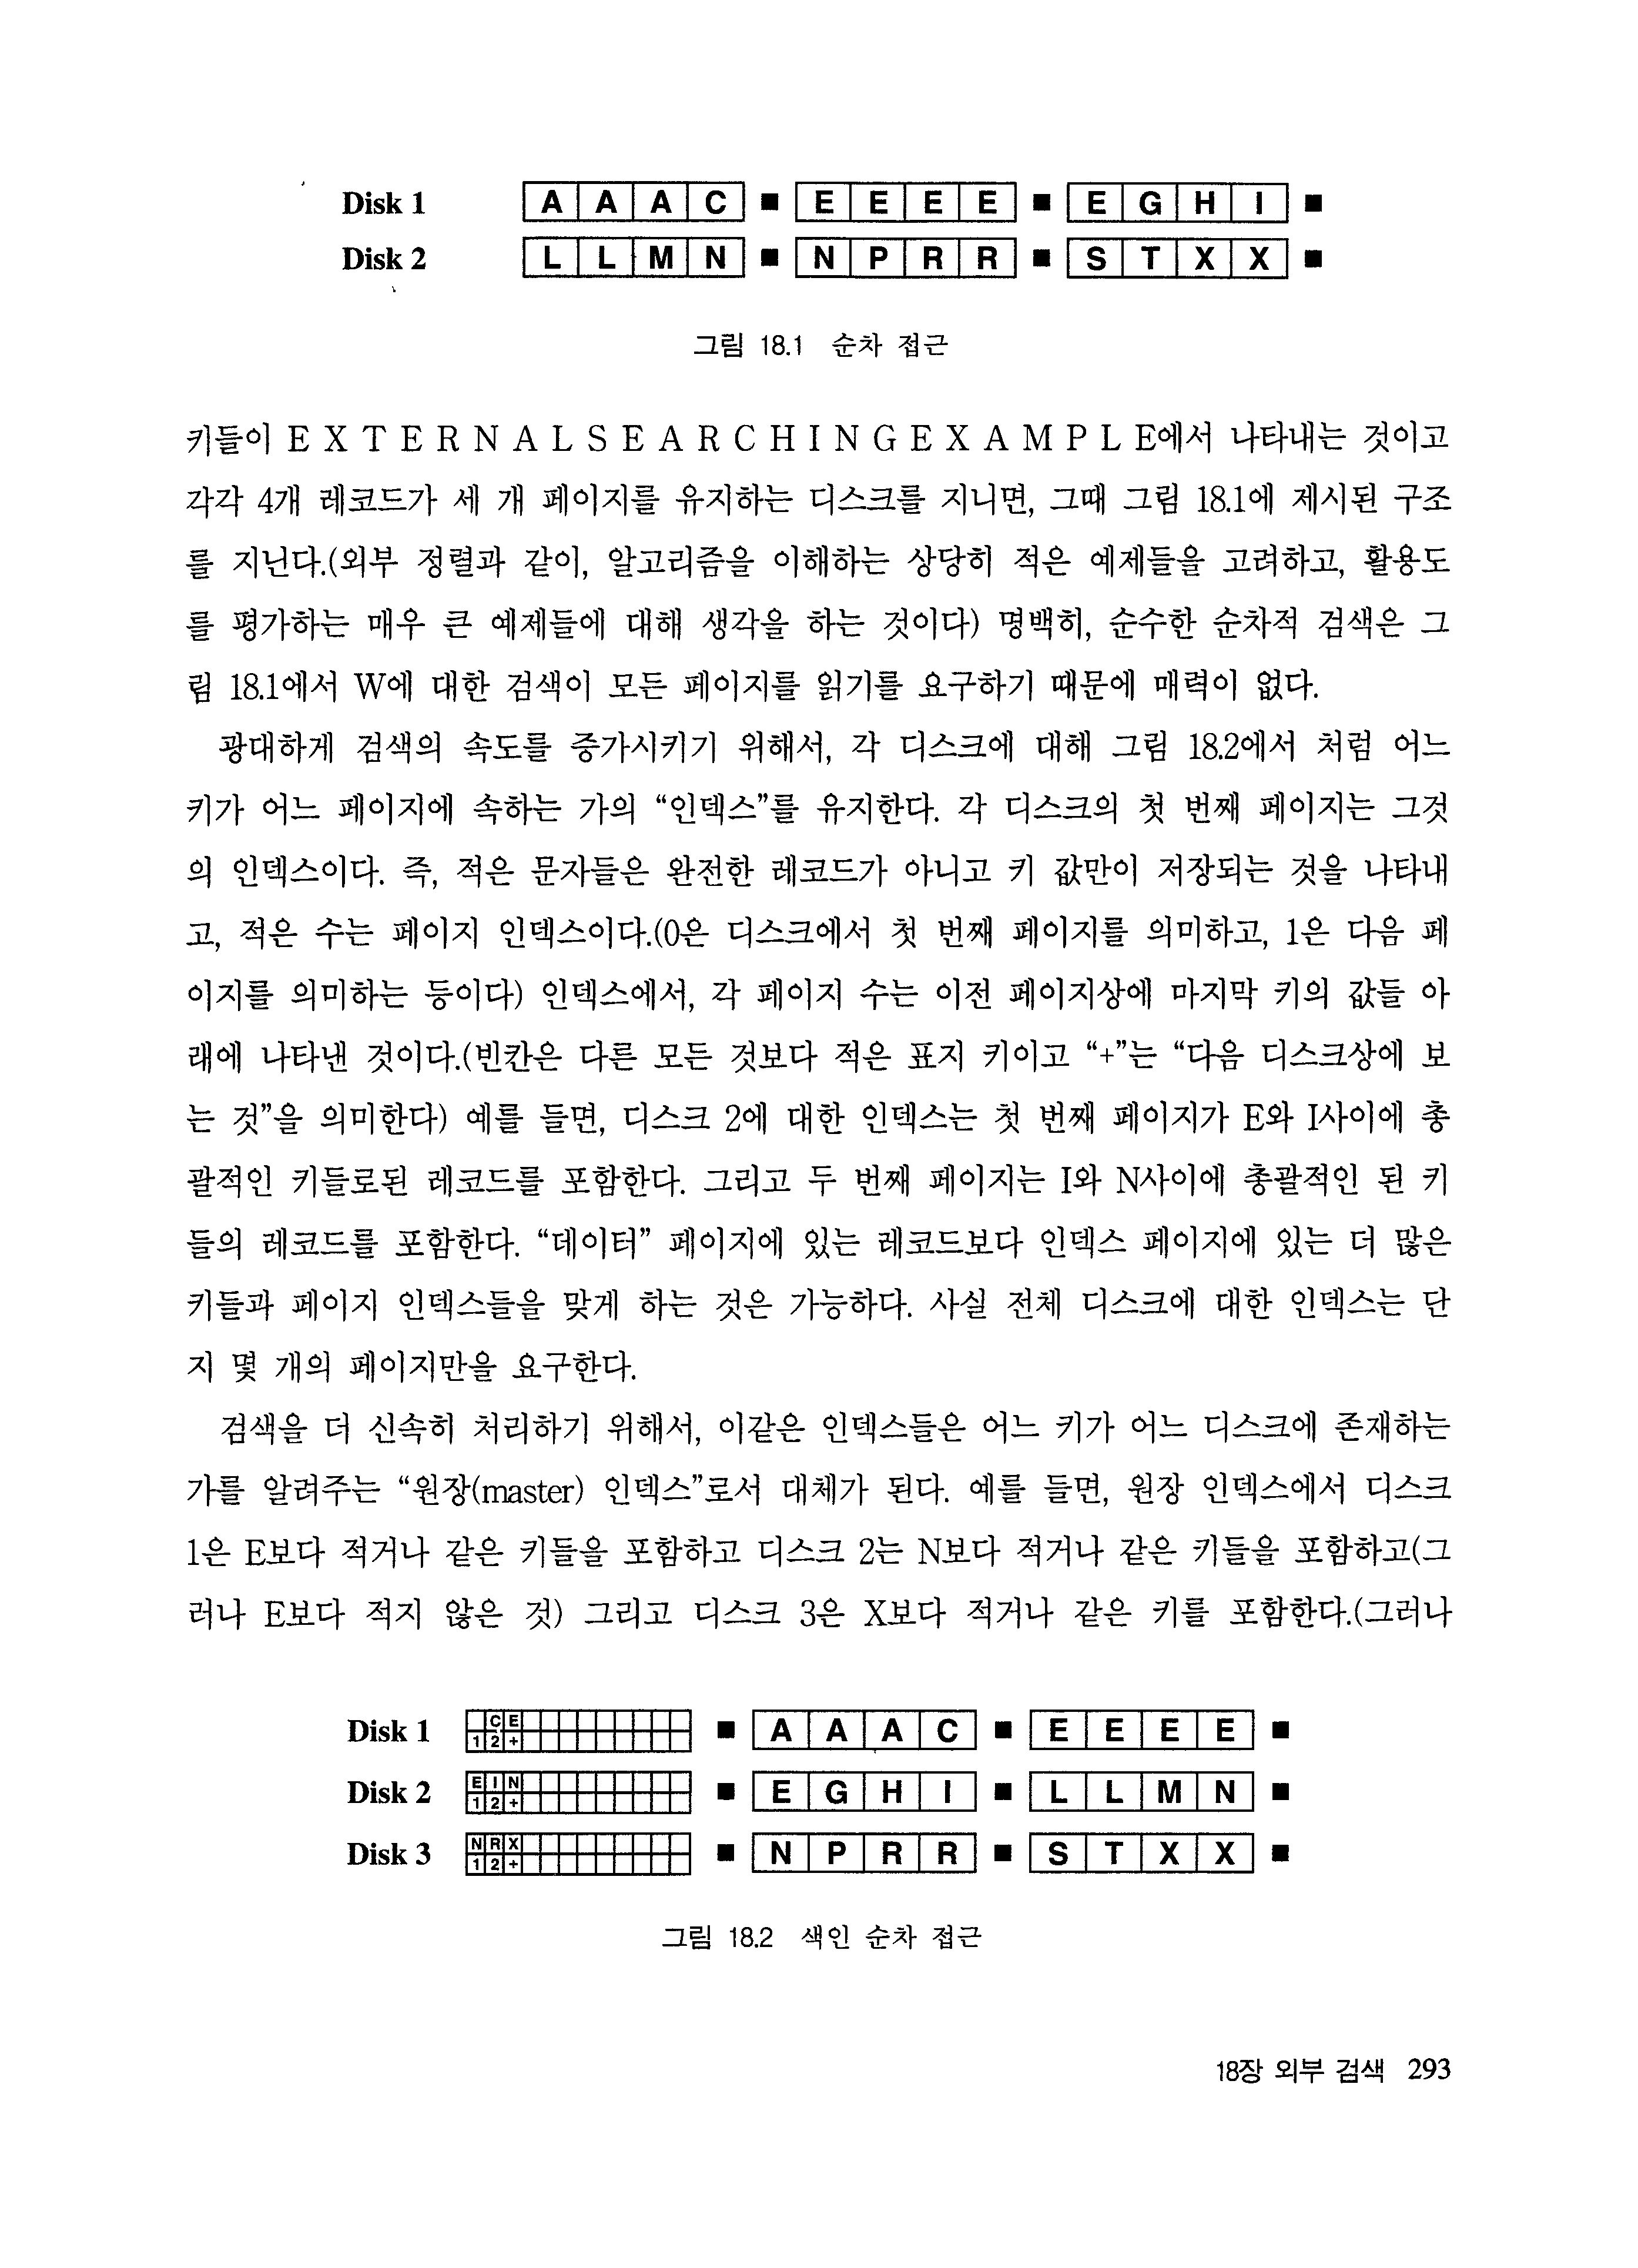 Disk 1 A A A C ■ E E E E ■ E G H I ■
Disk 2 L L M N ■ N P R R ■ S T X X ■
그림 18.1 순차 접근
키들이 E X T E R N A L S E A R C H I N G E X A M P L E에서 나타내는 것이고
각각 4개 레코드가 세 개 페이지를 유지하는 디스크를 지니면, 그때 그림 18.1에 제시된 구조
를 지닌다.(외부 정렬과 같이, 알고리즘을 이해하는 상당히 적은 예제들을 고려하고, 활용도
를 평가하는 매우 큰 예제들에 대해 생각을 하는 것이다) 명백히, 순수한 순차적 검색은 그
림 18.1에서 W에 대한 검색이 모든 페이지를 읽기를 요구하기 때문에 매력이 없다.
광대하게 검색의 속도를 증가시키기 위해서, 각 디스크에 대해 그림 18.2에서 처럼 어느
키가 어느 페이지에 속하는 가의 “인덱스”를 유지한다. 각 디스크의 첫 번째 페이지는 그것
의 인덱스이다. 즉, 적은 문자들은 완전한 레코드가 아니고 키 값만이 저장되는 것을 나타내
고, 적은 수는 페이지 인덱스이다.(0은 디스크에서 첫 번째 페이지를 의미하고, 1은 다음 페
이지를 의미하는 등이다) 인덱스에서, 각 페이지 수는 이전 페이지상에 마지막 키의 값들 아
래에 나타낸 것이다.(빈칸은 다른 모든 것보다 적은 표지 키이고 “+”는 “다음 디스크상에 보
는 것”을 의미한다) 예를 들면, 디스크 2에 대한 인덱스는 첫 번째 페이지가 E와 I사이에 총
괄적인 키들로된 레코드를 포함한다. 그리고 두 번째 페이지는 I와 N사이에 총괄적인 된 키
들의 레코드를 포함한다. “데이터” 페이지에 있는 레코드보다 인덱스 페이지에 있는 더 많은
키들과 페이지 인덱스들을 맞게 하는 것은 가능하다. 사실 전체 디스크에 대한 인덱스는 단
지 몇 개의 페이지만을 요구한다.
검색을 더 신속히 처리하기 위해서, 이같은 인덱스들은 어느 키가 어느 디스크에 존재하는
가를 알려주는 “원장(master) 인덱스”로서 대체가 된다. 예를 들면, 원장 인덱스에서 디스크
1은 E보다 적거나 같은 키들을 포함하고 디스크 2는 N보다 적거나 같은 키들을 포함하고(그
러나 E보다 적지 않은 것) 그리고 디스크 3은 X보다 적거나 같은 키를 포함한다.(그러나
C E
Disk 1 1 2 + ■ A A A C ■ E E E E ■
E I N
Disk 2 1 2 + ■ E G H I ■ L L M N ■
N R X
Disk 3 1 2 + ■ N P R R ■ S T X X ■
그림 18.2 색인 순차 접근
18장 외부 검색 293